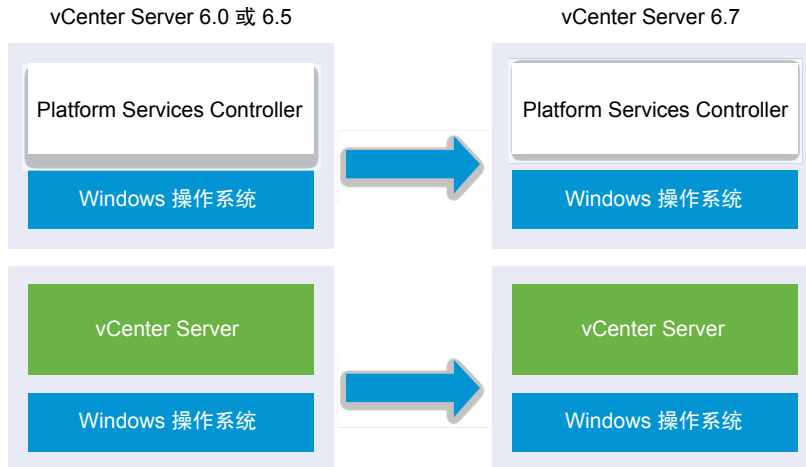 vCenter Server 6.0 或 6.5
vCenter Server 6.7
Platform Services Controller
Platform Services Controller
Windows 操作系统
Windows 操作系统
vCenter Server
vCenter Server
Windows 操作系统
Windows 操作系统